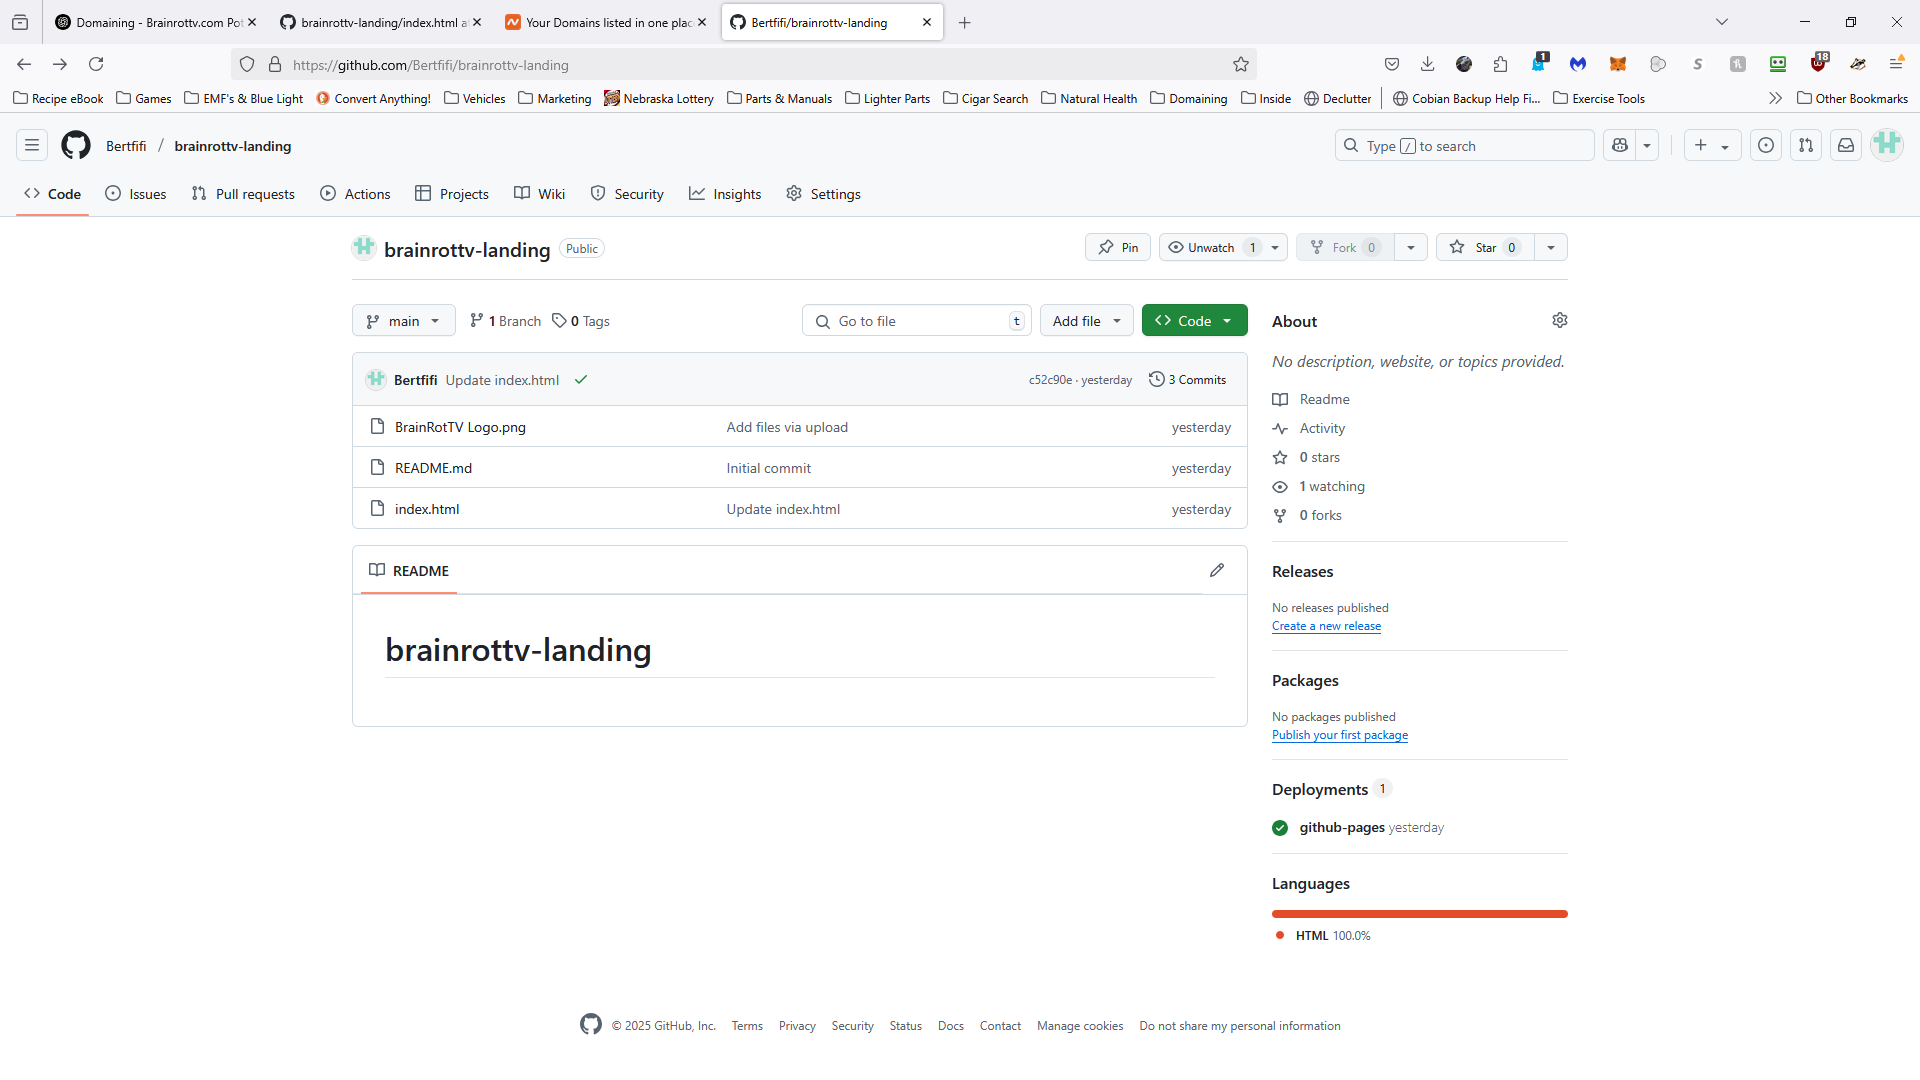 Domaining - Brainrottv.com Pot
brainrottv-landing/index.html a
Your Domains listed in one plac
Bertfifi/brainrottv-landing
https://github.com/Bertfifi/brainrottv-landing
1
18
Recipe eBook
Games
EMF's & Blue Light
Convert Anything!
Vehicles
Marketing
Nebraska Lottery
Parts & Manuals
Lighter Parts
Cigar Search
Natural Health
Domaining
Inside
Declutter
Cobian Backup Help Fi...
Exercise Tools
Other Bookmarks
Bertfifi / brainrottv-landing
Type / to search
Code
Issues
Pull requests
Actions
Projects
Wiki
Security
Insights
Settings
brainrottv-landing Public
Pin
Unwatch 1
Fork 0
Star 0
main
1 Branch
0 Tags
Go to file t
Add file
Code
Bertfifi Update index.html
c52c90e · yesterday
3 Commits
BrainRotTV Logo.png Add files via upload yesterday
README.md Initial commit yesterday
index.html Update index.html yesterday
README
brainrottv-landing
About
No description, website, or topics provided.
Readme
Activity
0 stars
1 watching
0 forks
Releases
No releases published
Create a new release
Packages
No packages published
Publish your first package
Deployments 1
github-pages yesterday
Languages
HTML 100.0%
© 2025 GitHub, Inc. Terms Privacy Security Status Docs Contact Manage cookies Do not share my personal information